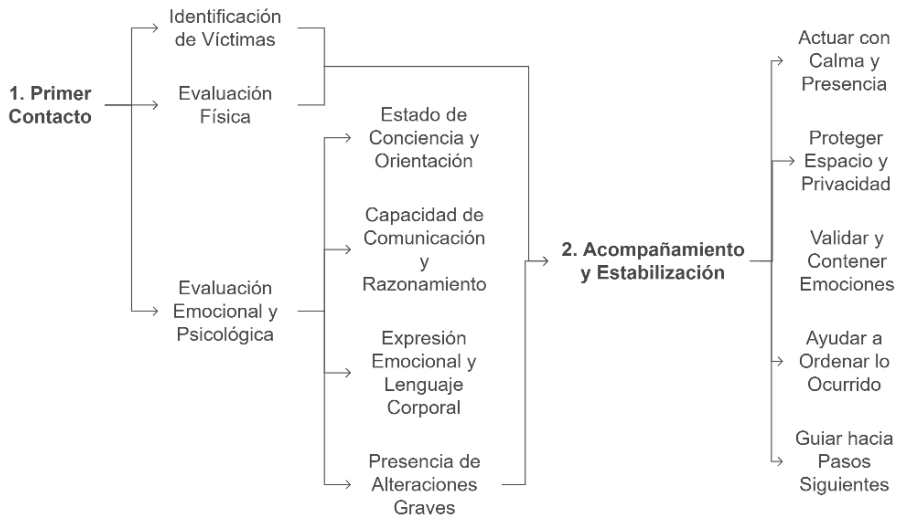 1. Primer
Contacto
Identificación
de Víctimas
Evaluación
Física
Evaluación
Emocional y
Psicológica
Estado de
Conciencia y
Orientación
Capacidad de
Comunicación
y
Razonamiento
Expresión
Emocional y
Lenguaje
Corporal
Presencia de
Alteraciones
Graves
2. Acompañamiento
y Estabilización
Actuar con
Calma y
Presencia
Proteger
Espacio y
Privacidad
Validar y
Contener
Emociones
Ayudar a
Ordenar lo
Ocurrido
Guiar hacia
Pasos
Siguientes